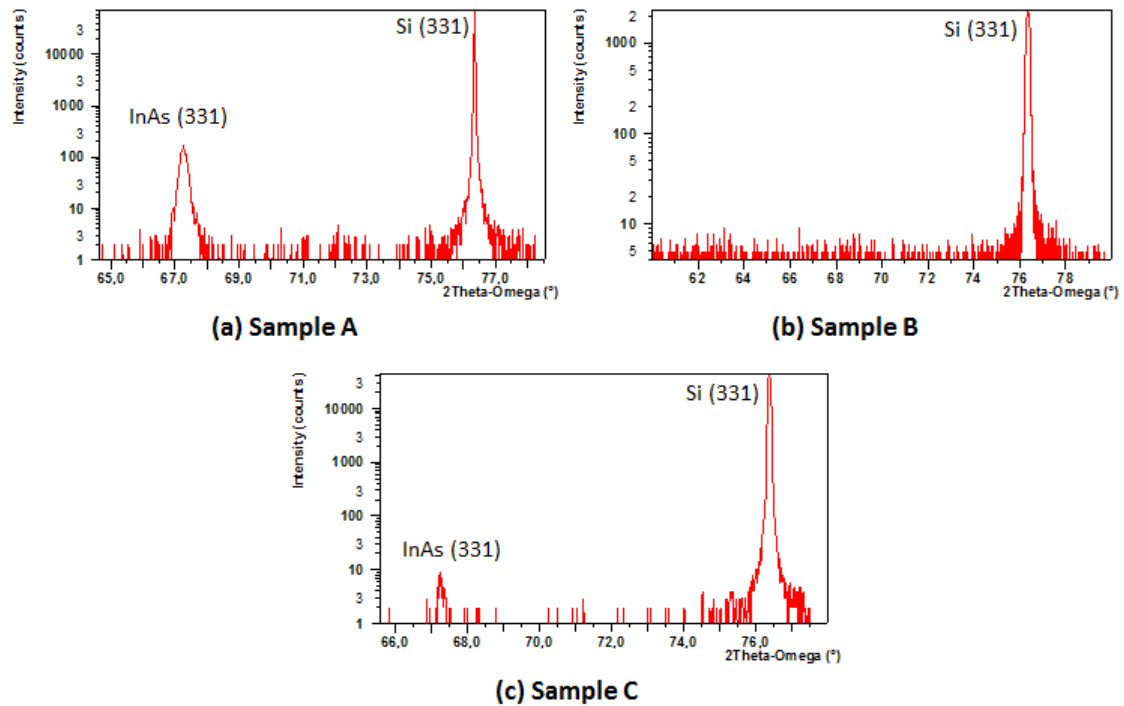 Intensity (counts)
3
10000
3
1000
3
100
3
10
3
1
InAs (331)
Si (331)
65,0 67,0 69,0 71,0 73,0 75,0 77,0
2Theta-Omega (°)
(a) Sample A
Intensity (counts)
2
1000
5
2
100
5
2
10
5
Si (331)
62 64 66 68 70 72 74 76 78
2Theta-Omega (°)
(b) Sample B
Intensity (counts)
3
10000
3
1000
3
100
3
10
3
1
InAs (331)
Si (331)
66,0 68,0 70,0 72,0 74,0 76,0
2Theta-Omega (°)
(c) Sample C